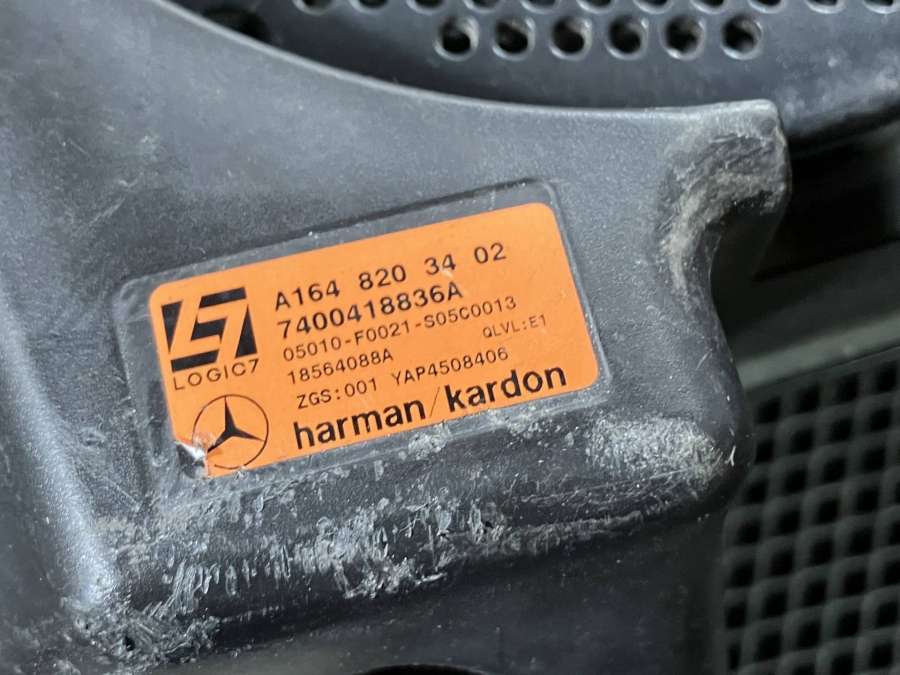 A164 820 34 02
7400418836A
05010-F0021-S05C0013
18564088A QLVL:E1
ZGS:001 YAP4508406
LOGIC7
harman/kardon